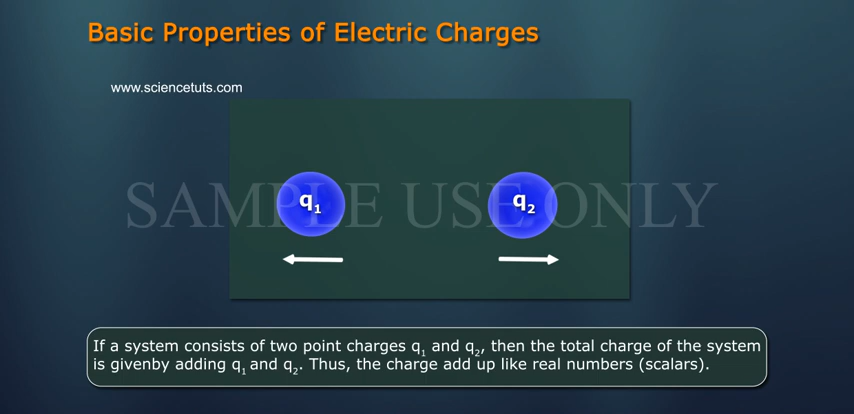 Basic Properties of Electric Charges
www.sciencetuts.com
SAMPLE USE ONLY
q₁ q₂
If a system consists of two point charges q₁ and q₂, then the total charge of the system
is givenby adding q₁ and q₂. Thus, the charge add up like real numbers (scalars).